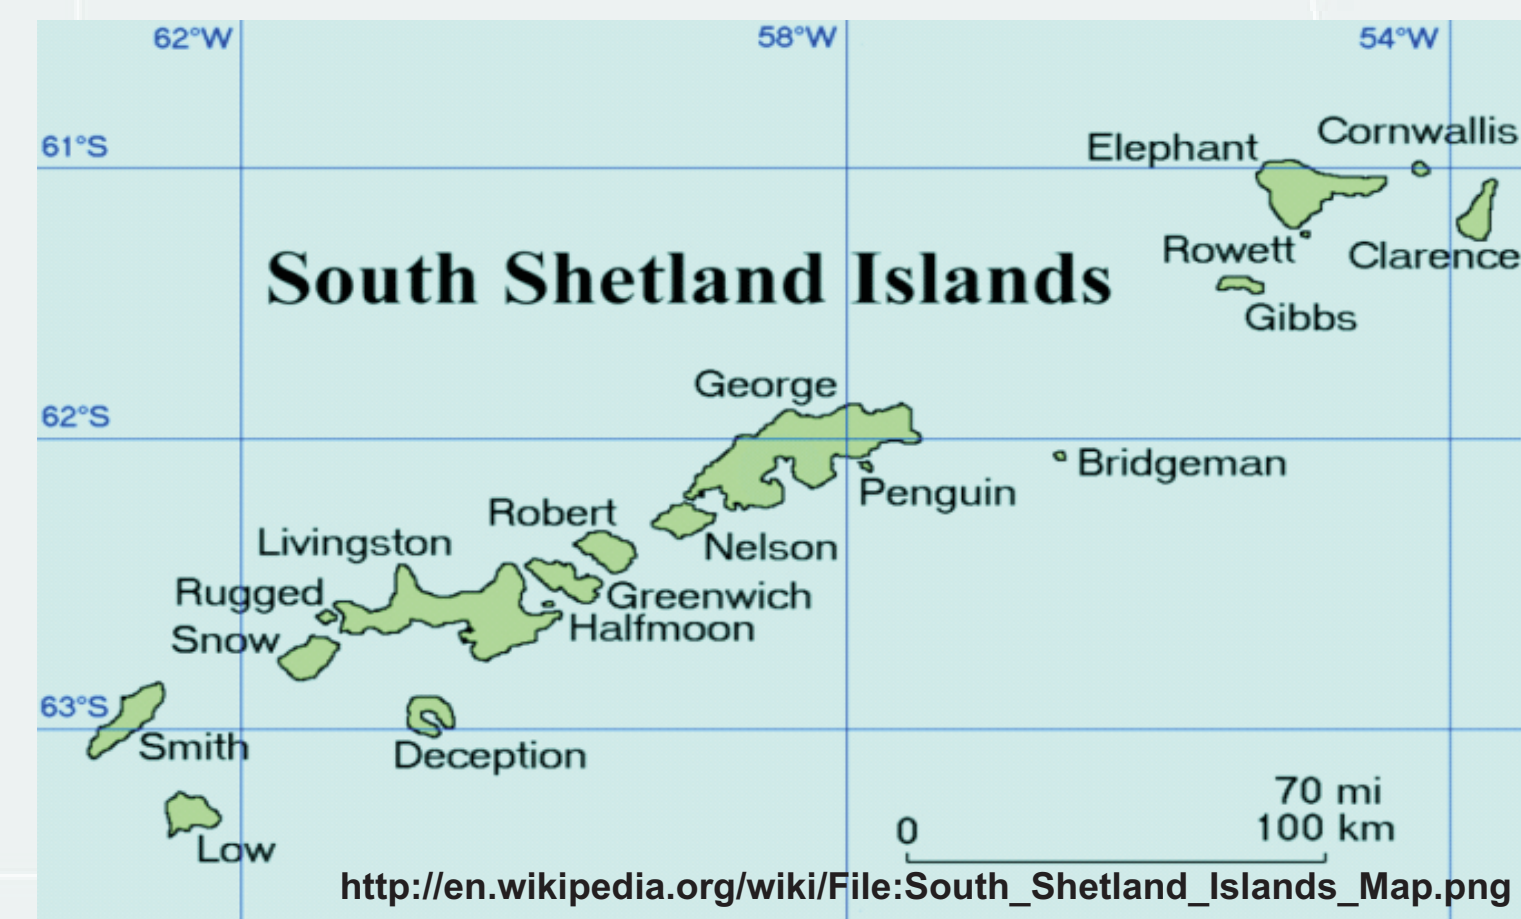 62°W 58°W 54°W
61°S
Elephant
Cornwallis
South Shetland Islands
Rowett
Clarence
Gibbs
George
62°S
Bridgeman
Penguin
Robert
Livingston
Nelson
Rugged
Greenwich
Halfmoon
Snow
63°S
Smith
Deception
70 mi
0
100 km
Low
http://en.wikipedia.org/wiki/File:South_Shetland_Islands_Map.png